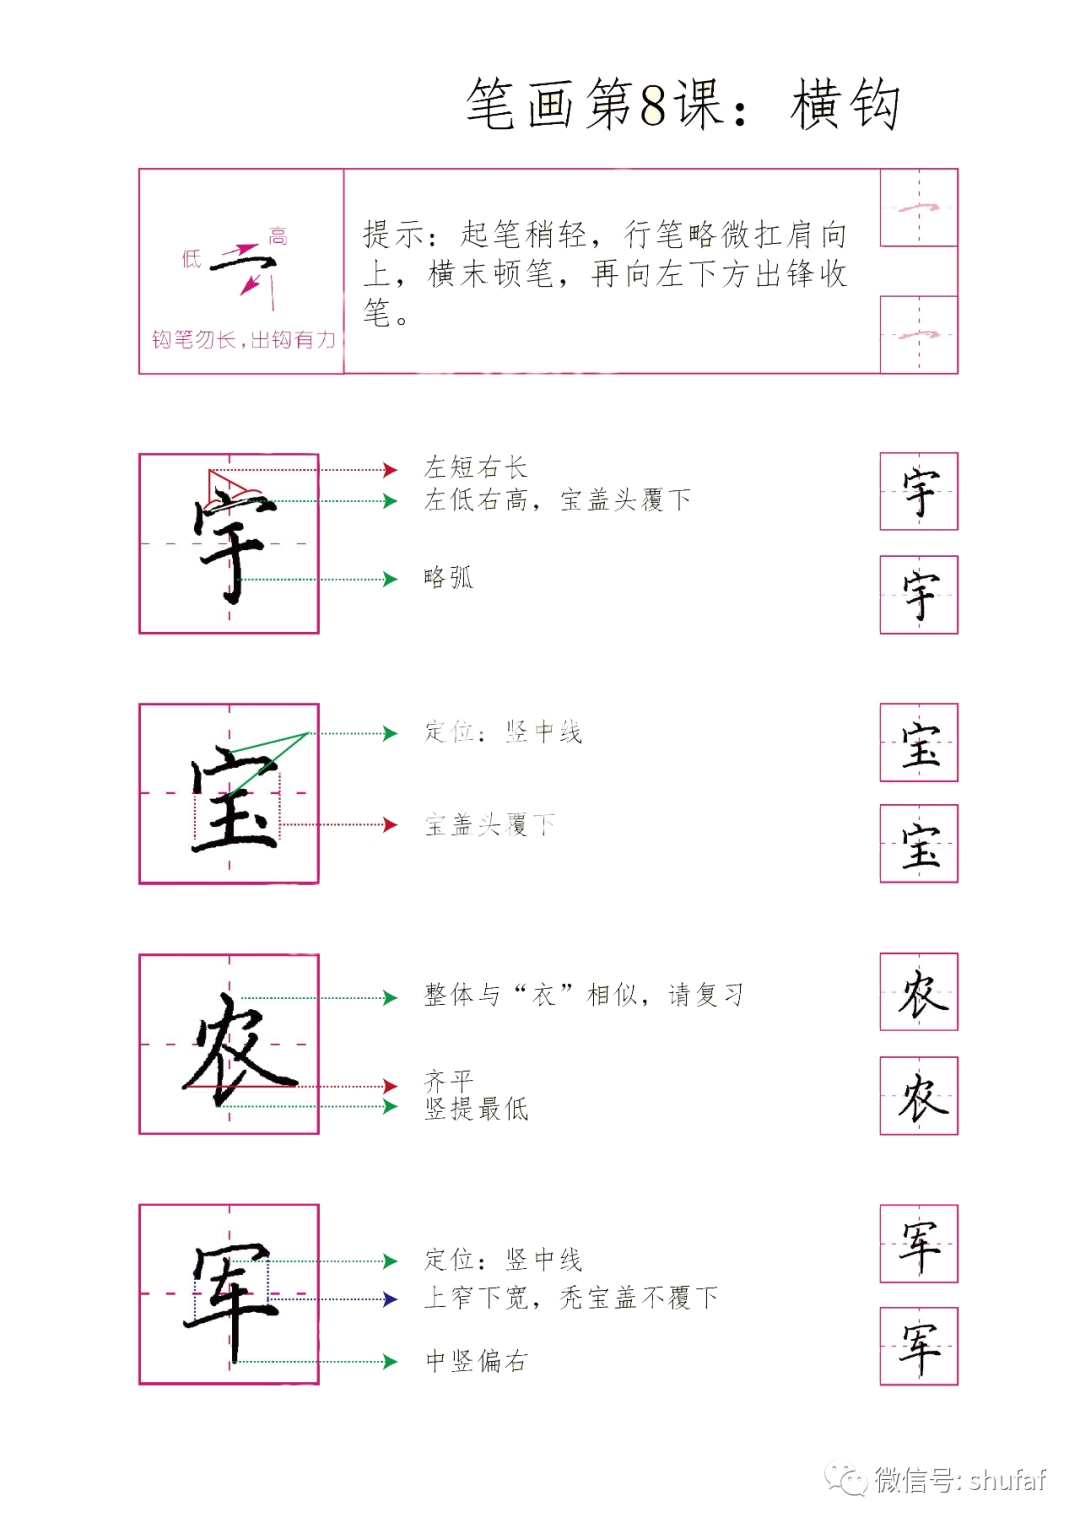 笔画第8课：横钩
高
低
钩笔勿长,出钩有力
提示：起笔稍轻，行笔略微扛肩向
上，横末顿笔，再向左下方出锋收
笔。
宇
左短右长
左低右高，宝盖头覆下
略弧
宇
宇
宝
定位：竖中线
宝盖头覆下
宝
宝
农
整体与“衣”相似，请复习
齐平
竖提最低
农
农
军
定位：竖中线
上窄下宽，秃宝盖不覆下
中竖偏右
军
军
微信号: shufaf